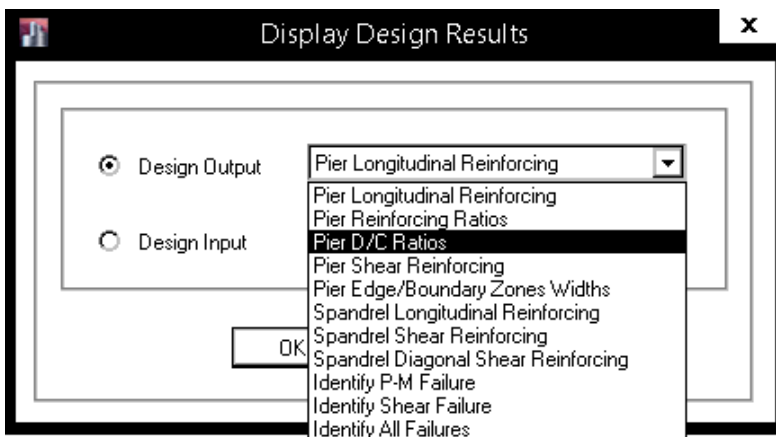 Display Design Results
x
Design Output
Pier Longitudinal Reinforcing
Pier Longitudinal Reinforcing
Pier Reinforcing Ratios
Pier D/C Ratios
Design Input
Pier Shear Reinforcing
Pier Edge/Boundary Zones Widths
Spandrel Longitudinal Reinforcing
Spandrel Shear Reinforcing
OK
Spandrel Diagonal Shear Reinforcing
Identify P-M Failure
Identify Shear Failure
Identify All Failures